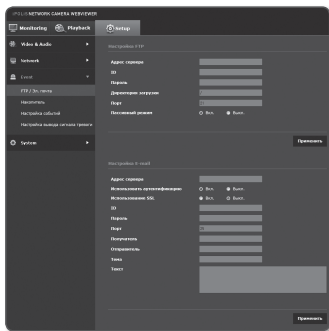 iPOLiS NETWORK CAMERA WEBVIEWER
Monitoring Playback Setup
Video & Audio
Network
Event
FTP / Эл. почта
Накопитель
Настройка событий
Настройка вывода сигнала тревоги
System
Настройка FTP
Адрес сервера
ID
Пароль
Директория загрузки
Порт
Пассивный режим Вкл. Выкл.
Применить
Настройка E-mail
Адрес сервера
Использовать аутентификацию Вкл. Выкл.
Использование SSL Вкл. Выкл.
ID
Пароль
Порт
Получатель
Отправитель
Тема
Текст
Применить